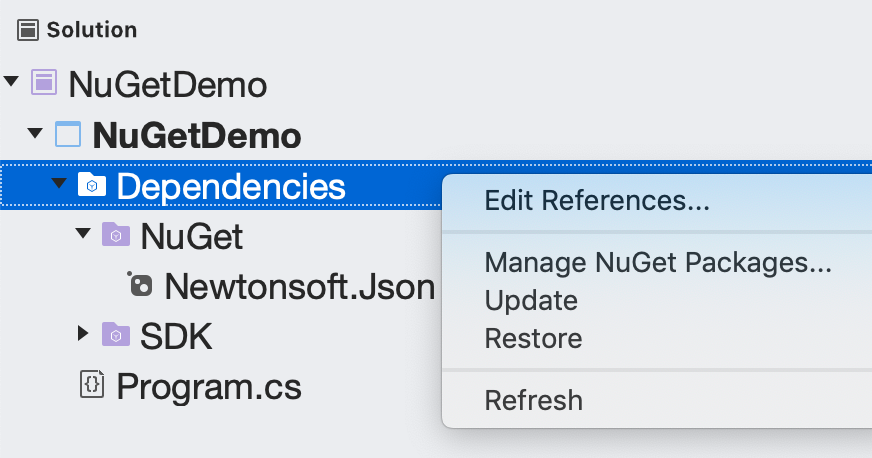 Solution
NuGetDemo
NuGetDemo
Dependencies
NuGet
Newtonsoft.Json
SDK
{} Program.cs
Edit References...
Manage NuGet Packages...
Update
Restore
Refresh